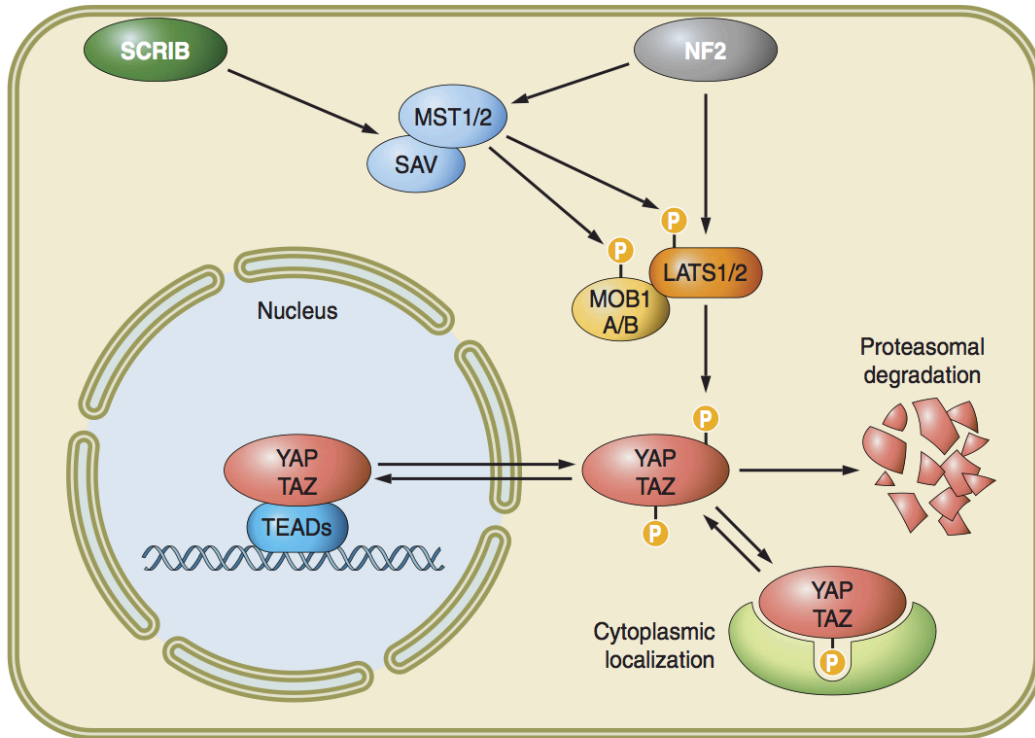 SCRIB
NF2
MST1/2
SAV
P
P
LATS1/2
MOB1
A/B
Nucleus
Proteasomal
degradation
P
YAP
TAZ
YAP
TAZ
TEADs
P
YAP
TAZ
Cytoplasmic
localization
P